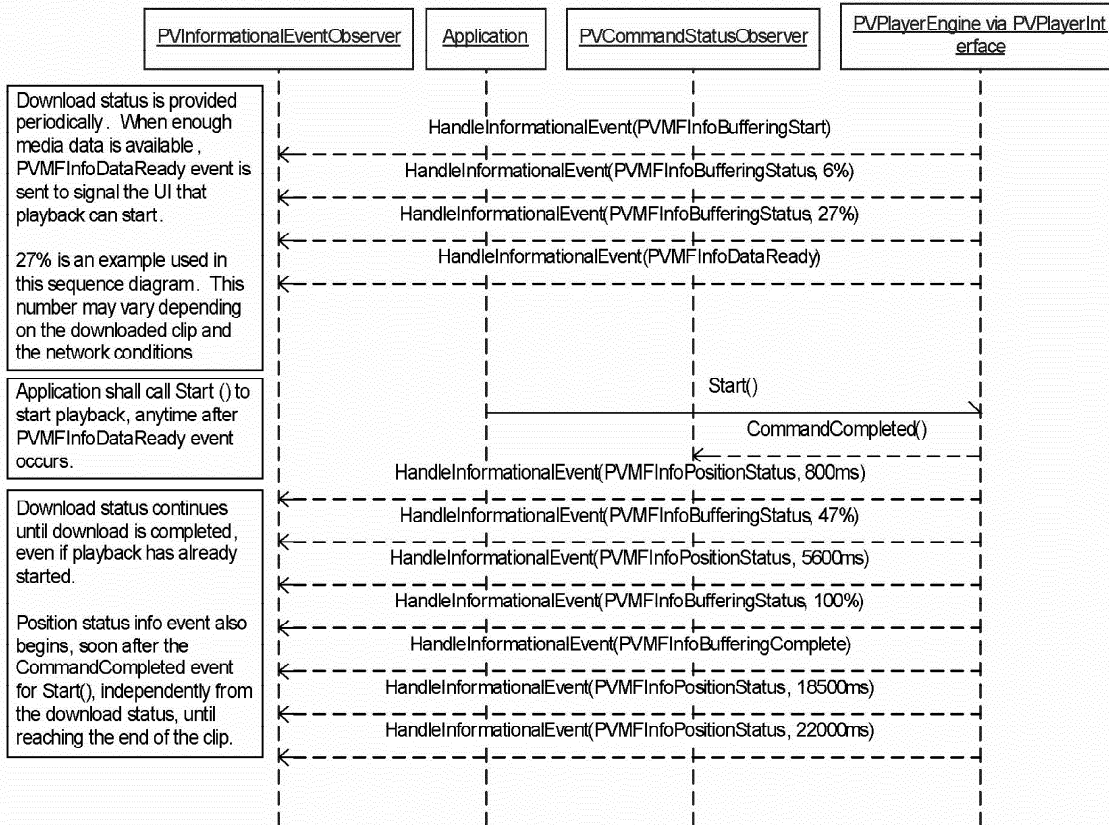 PVInformationalEventObserver
Application
PVCommandStatusObserver
PVPlayerEngine via PVPlayerInt
erface
Download status is provided
periodically. When enough
media data is available,
PVMFInfoDataReady event is
sent to signal the UI that
playback can start.
27% is an example used in
this sequence diagram. This
number may vary depending
on the downloaded clip and
the network conditions
HandleInformationalEvent(PVMFInfoBufferingStart)
HandleInformationalEvent(PVMFInfoBufferingStatus, 6%)
HandleInformationalEvent(PVMFInfoBufferingStatus, 27%)
HandleInformationalEvent(PVMFInfoDataReady)
Application shall call Start () to
start playback, anytime after
PVMFInfoDataReady event
occurs.
Start()
CommandCompleted()
Download status continues
until download is completed,
even if playback has already
started.
Position status info event also
begins, soon after the
CommandCompleted event
for Start(), independently from
the download status, until
reaching the end of the clip.
HandleInformationalEvent(PVMFInfoPositionStatus, 800ms)
HandleInformationalEvent(PVMFInfoBufferingStatus, 47%)
HandleInformationalEvent(PVMFInfoPositionStatus, 5600ms)
HandleInformationalEvent(PVMFInfoBufferingStatus, 100%)
HandleInformationalEvent(PVMFInfoBufferingComplete)
HandleInformationalEvent(PVMFInfoPositionStatus, 18500ms)
HandleInformationalEvent(PVMFInfoPositionStatus, 22000ms)